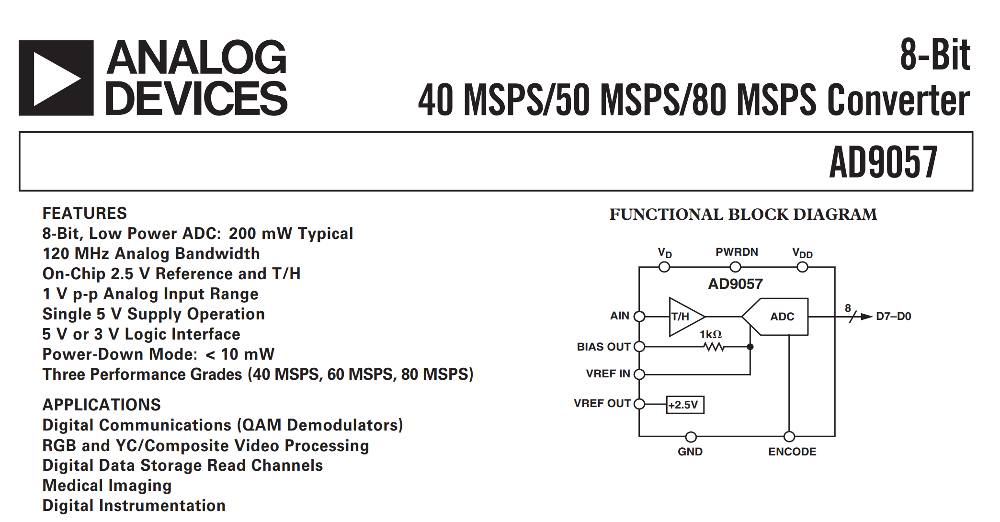 ANALOG
DEVICES
8-Bit
40 MSPS/50 MSPS/80 MSPS Converter
AD9057
FEATURES
8-Bit, Low Power ADC: 200 mW Typical
120 MHz Analog Bandwidth
On-Chip 2.5 V Reference and T/H
1 V p-p Analog Input Range
Single 5 V Supply Operation
5 V or 3 V Logic Interface
Power-Down Mode: < 10 mW
Three Performance Grades (40 MSPS, 60 MSPS, 80 MSPS)
APPLICATIONS
Digital Communications (QAM Demodulators)
RGB and YC/Composite Video Processing
Digital Data Storage Read Channels
Medical Imaging
Digital Instrumentation
FUNCTIONAL BLOCK DIAGRAM
VD PWRDN VDD
AD9057
AIN T/H ADC 8 D7–D0
1kΩ
BIAS OUT
VREF IN
VREF OUT +2.5V
GND ENCODE